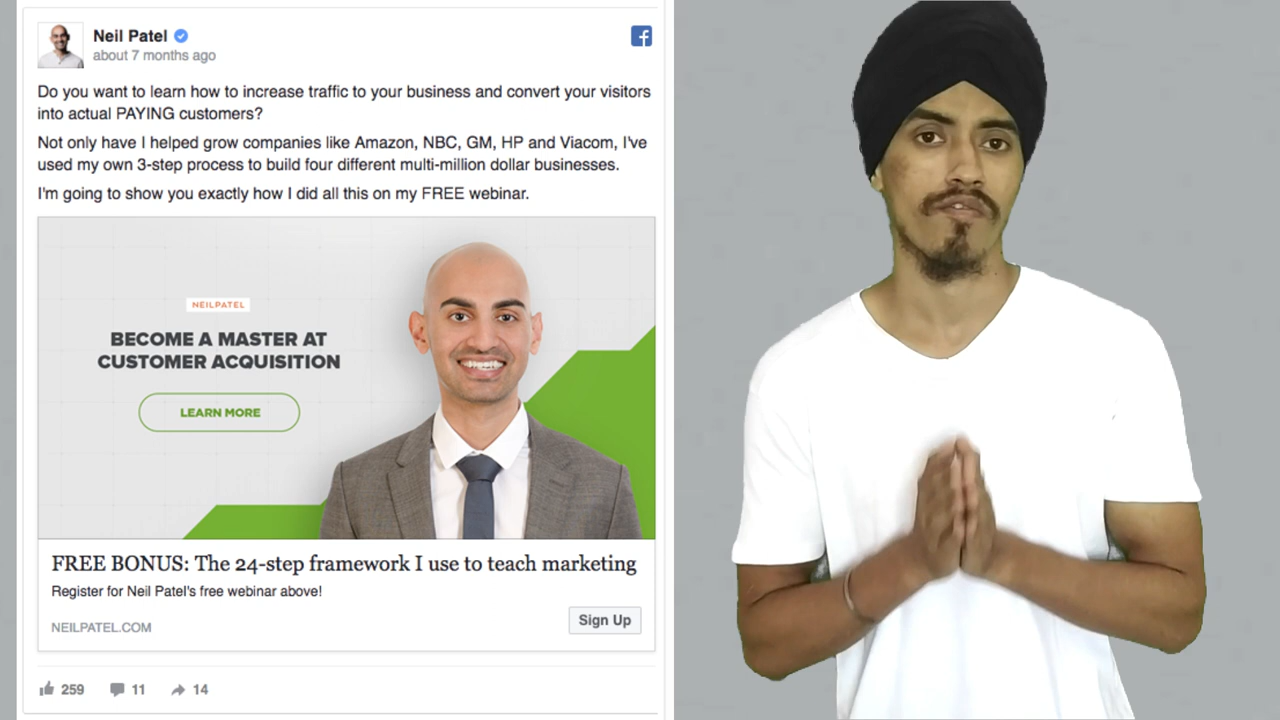 Neil Patel
about 7 months ago
Do you want to learn how to increase traffic to your business and convert your visitors
into actual PAYING customers?
Not only have I helped grow companies like Amazon, NBC, GM, HP and Viacom, I've
used my own 3-step process to build four different multi-million dollar businesses.
I'm going to show you exactly how I did all this on my FREE webinar.
NEILPATEL
BECOME A MASTER AT
CUSTOMER ACQUISITION
LEARN MORE
FREE BONUS: The 24-step framework I use to teach marketing
Register for Neil Patel's free webinar above!
NEILPATEL.COM
Sign Up
259
11
14